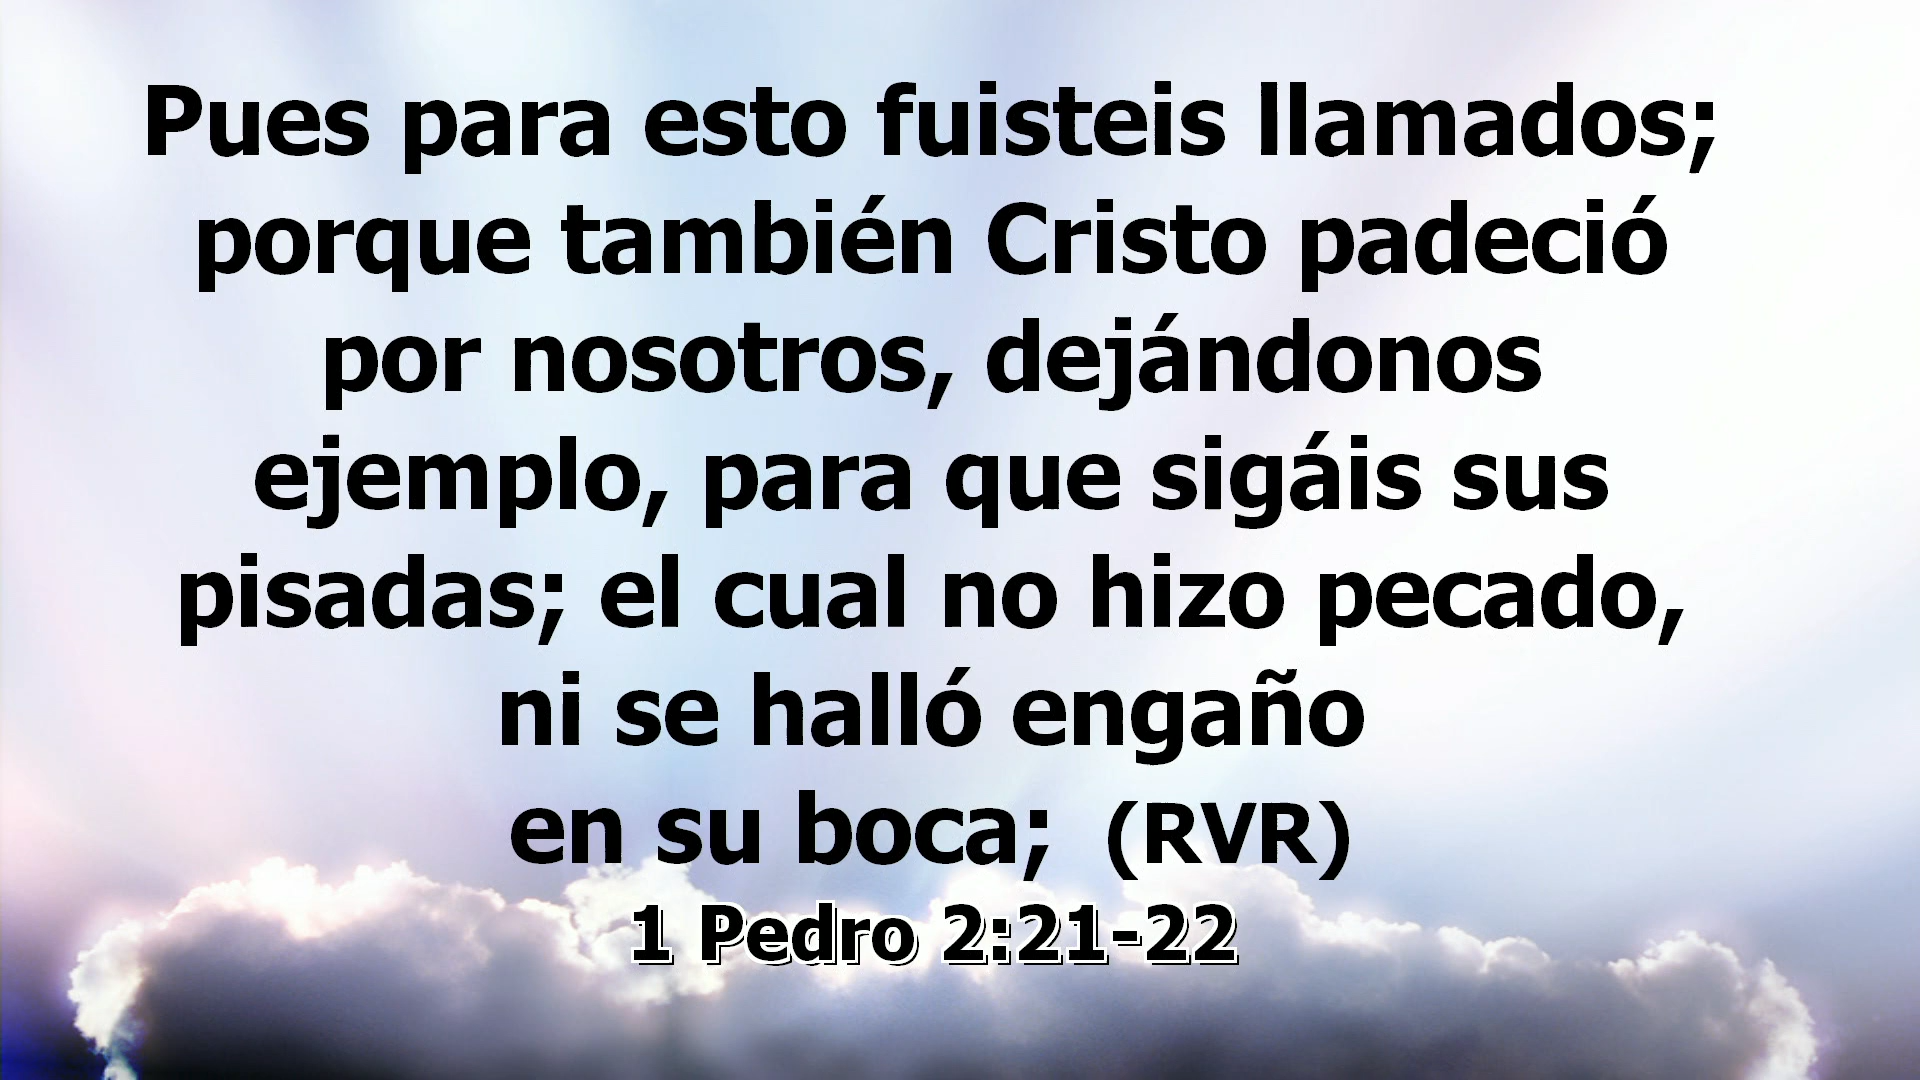 Pues para esto fuisteis llamados;
porque también Cristo padeció
por nosotros, dejándonos
ejemplo, para que sigáis sus
pisadas; el cual no hizo pecado,
ni se halló engaño
en su boca; (RVR)
1 Pedro 2:21-22